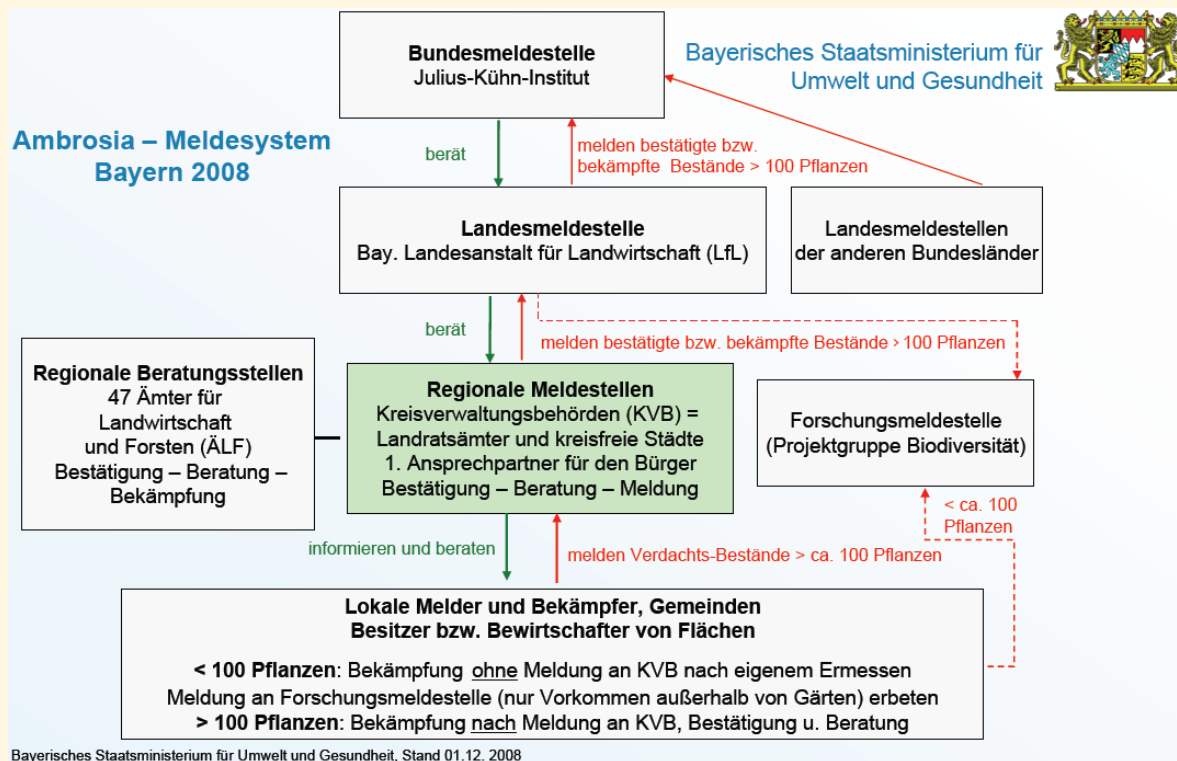 Bundesmeldestelle
Julius-Kühn-Institut
Bayerisches Staatsministerium für
Umwelt und Gesundheit
Ambrosia – Meldesystem
Bayern 2008
berät
melden bestätigte bzw.
bekämpfte Bestände > 100 Pflanzen
Landesmeldestelle
Bay. Landesanstalt für Landwirtschaft (LfL)
Landesmeldestellen
der anderen Bundesländer
berät
melden bestätigte bzw. bekämpfte Bestände > 100 Pflanzen
Regionale Beratungsstellen
47 Ämter für
Landwirtschaft
und Forsten (ÄLF)
Bestätigung – Beratung –
Bekämpfung
Regionale Meldestellen
Kreisverwaltungsbehörden (KVB) =
Landratsämter und kreisfreie Städte
1. Ansprechpartner für den Bürger
Bestätigung – Beratung – Meldung
Forschungsmeldestelle
(Projektgruppe Biodiversität)
< ca. 100
Pflanzen
informieren und beraten
melden Verdachts-Bestände > ca. 100 Pflanzen
Lokale Melder und Bekämpfer, Gemeinden
Besitzer bzw. Bewirtschafter von Flächen
< 100 Pflanzen: Bekämpfung ohne Meldung an KVB nach eigenem Ermessen
Meldung an Forschungsmeldestelle (nur Vorkommen außerhalb von Gärten) erbeten
> 100 Pflanzen: Bekämpfung nach Meldung an KVB, Bestätigung u. Beratung
Bayerisches Staatsministerium für Umwelt und Gesundheit, Stand 01.12. 2008